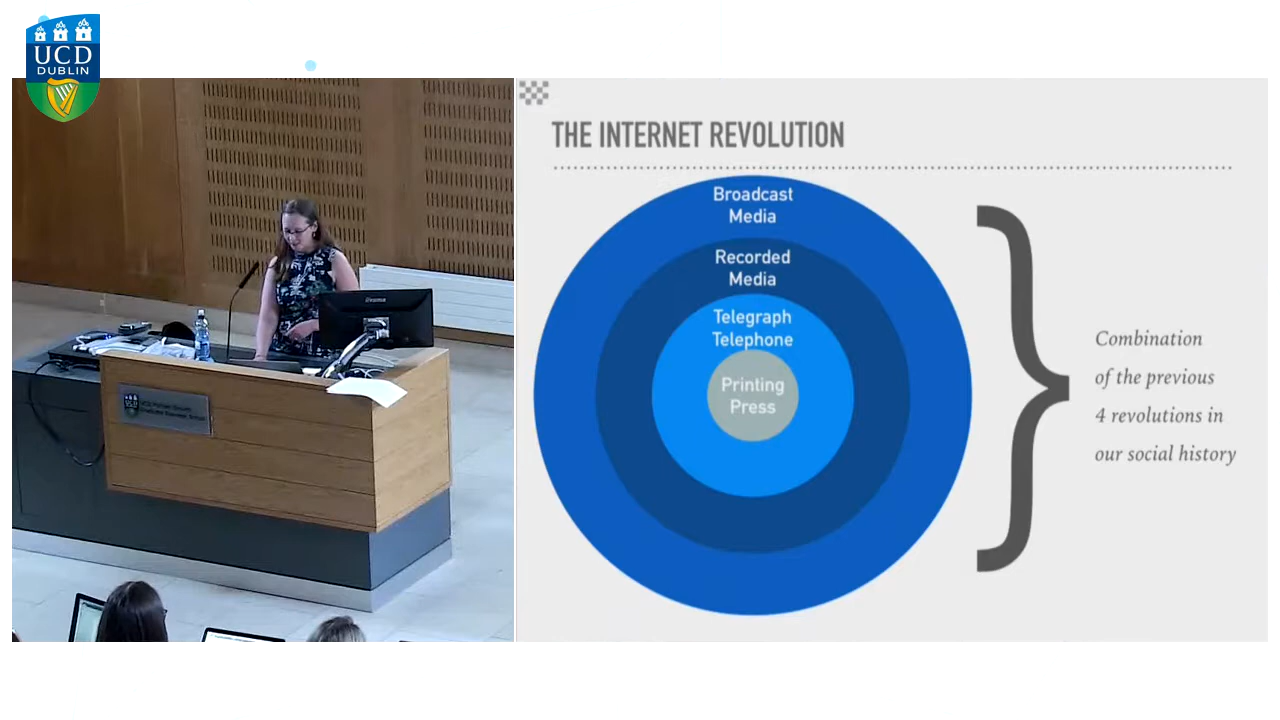 UCD
DUBLIN
THE INTERNET REVOLUTION
Broadcast
Media
Recorded
Media
Telegraph
Telephone
Printing
Press
Combination
of the previous
4 revolutions in
our social history
iiyama